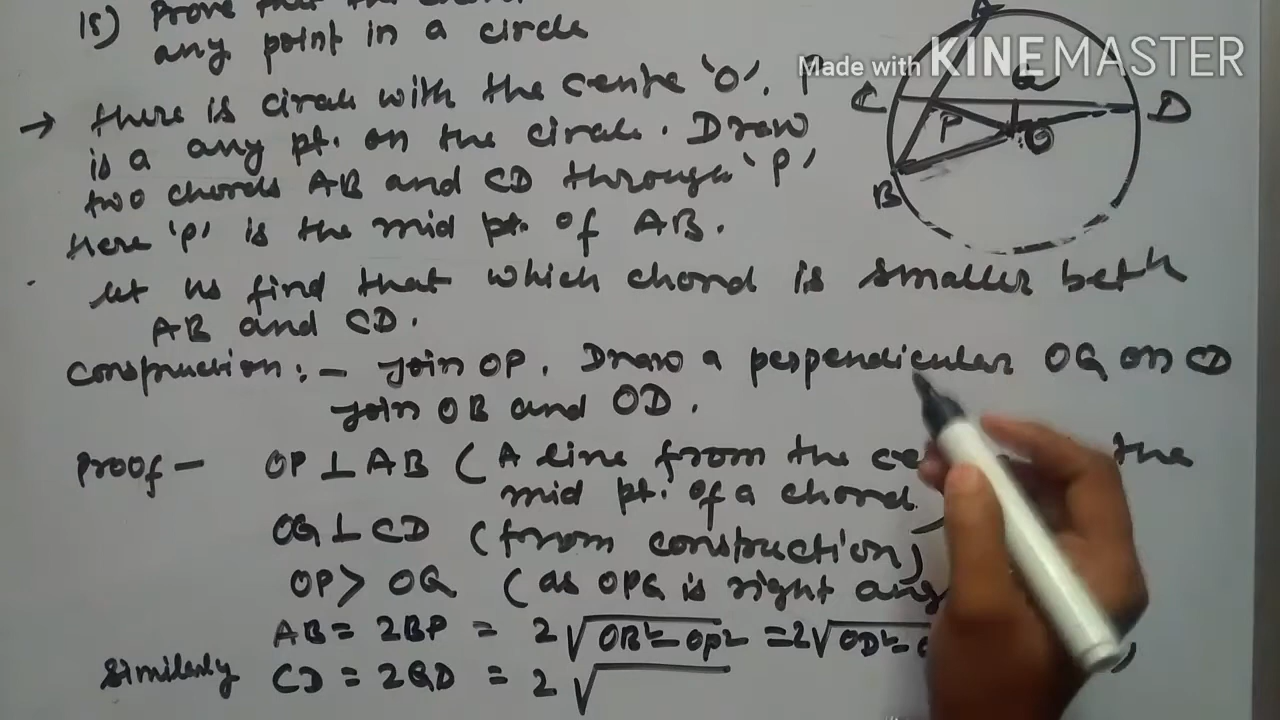 15) Prove that the
any point in a circle
→ there is circle with the centre 'O'. P
is a any pt. on the circle. Draw
two chords AB and CD through 'P'
Here 'P' is the mid pt. of AB.
Let us find that which chord is smaller betn
AB and CD.
Construction :- Join OP. Draw a perpendicular OQ on CD
Join OB and OD.
Proof - OP ⊥ AB (A line from the the
mid pt. of a chord)
OQ ⊥ CD (from construction)
OP > OQ (as OPQ is right
AB = 2BP = 2√OB²-OP² = 2√OD²-
Similarly CD = 2QD = 2√
Made with KINEMASTER
A
C
Q
D
P
O
B